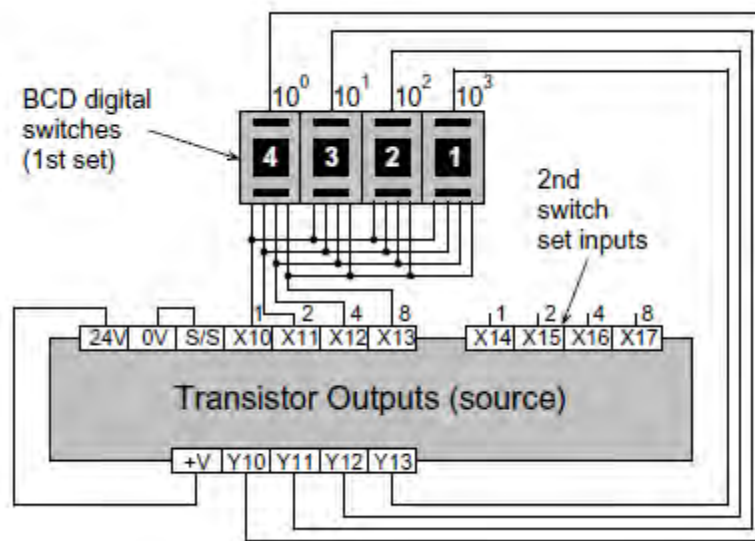 10⁰ 10¹ 10² 10³
BCD digital
switches
(1st set)
4 3 2 1
2nd
switch
set inputs
1 2 4 8 1 2 4 8
24V 0V S/S X10 X11 X12 X13 X14 X15 X16 X17
Transistor Outputs (source)
+V Y10 Y11 Y12 Y13